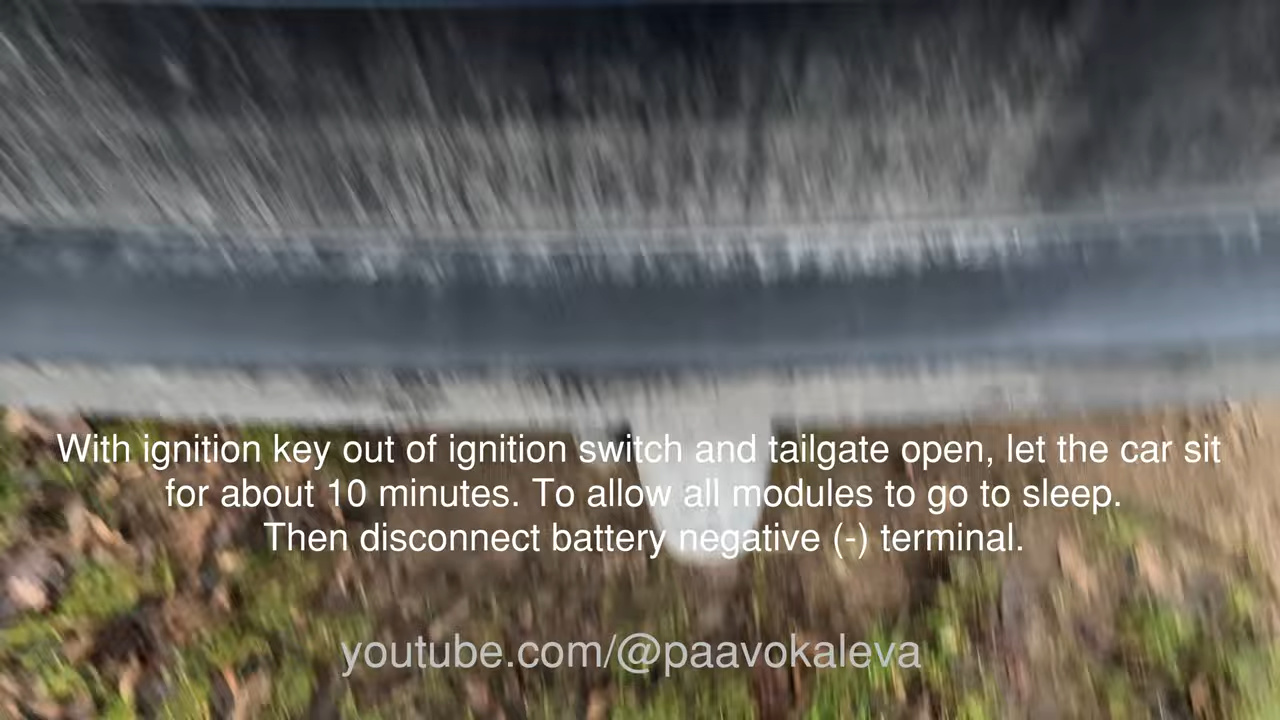 With ignition key out of ignition switch and tailgate open, let the car sit
for about 10 minutes. To allow all modules to go to sleep.
Then disconnect battery negative (-) terminal.
youtube.com/@paavokaleva